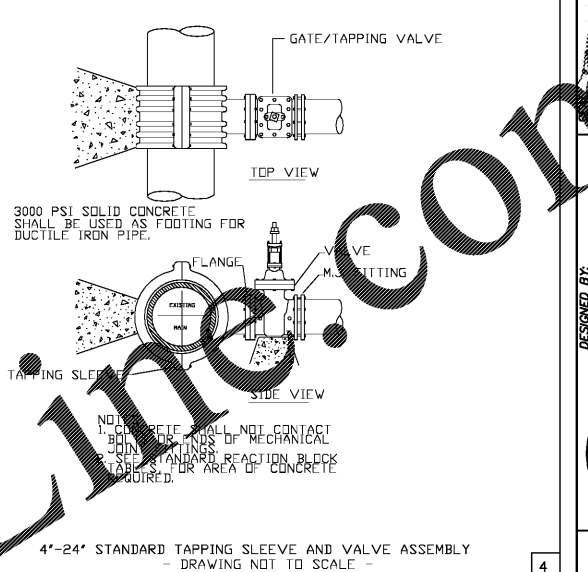 GATE/TAPPING VALVE
TOP VIEW
3000 PSI SOLID CONCRETE
SHALL BE USED AS FOOTING FOR
DUCTILE IRON PIPE.
FLANGE
VALVE
M.J. FITTING
EXISTING
MAIN
TAPPING SLEEVE
SIDE VIEW
NOTE:
1. CONCRETE SHALL NOT CONTACT
BOLTS OR ENDS OF MECHANICAL
JOINT FITTINGS.
2. SEE STANDARD REACTION BLOCK
TABLES, FOR AREA OF CONCRETE
REQUIRED.
4"-24" STANDARD TAPPING SLEEVE AND VALVE ASSEMBLY
- DRAWING NOT TO SCALE -
4
DESIGNED BY:
Line.con